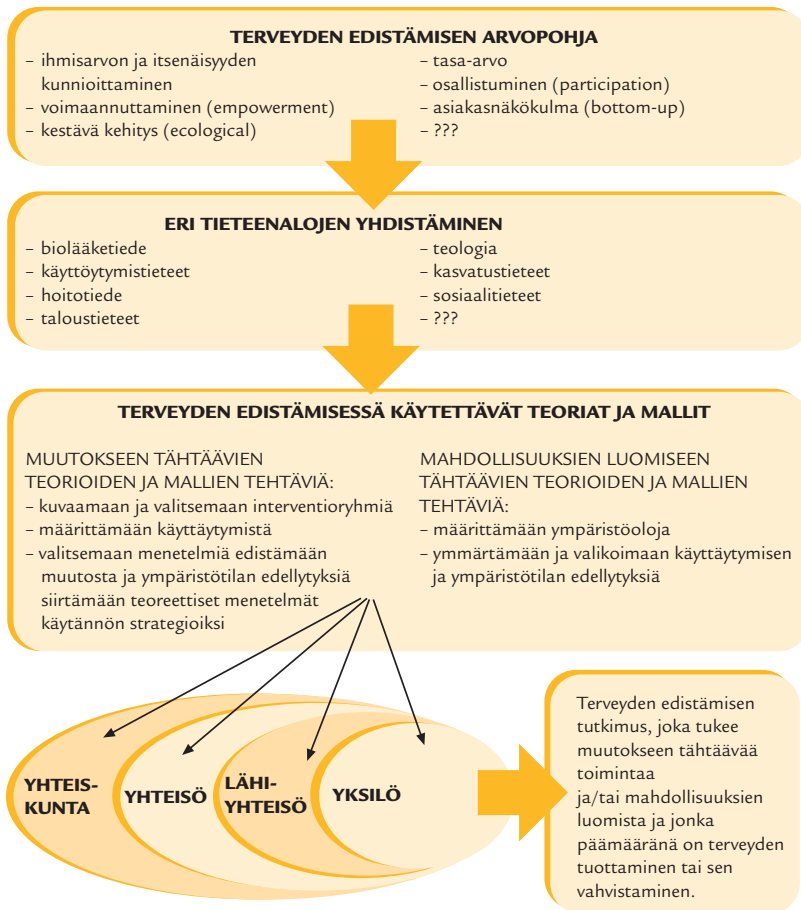 TERVEYDEN EDISTÄMISEN ARVOPOHJA
– ihmisarvon ja itsenäisyyden
kunnioittaminen
– voimaannuttaminen (empowerment)
– kestävä kehitys (ecological)
– tasa-arvo
– osallistuminen (participation)
– asiakasnäkökulma (bottom-up)
– ???
ERI TIETEENALOJEN YHDISTÄMINEN
– biolääketiede
– käyttöytymistieteet
– hoitotiede
– taloustieteet
– teologia
– kasvatustieteet
– sosiaalitieteet
– ???
TERVEYDEN EDISTÄMISESSÄ KÄYTETTÄVÄT TEORIAT JA MALLIT
MUUTOKSEEN TÄHTÄÄVIEN
TEORIOIDEN JA MALLIEN TEHTÄVIÄ:
– kuvaamaan ja valitsemaan interventioryhmiä
– määrittämään käyttäytymistä
– valitsemaan menetelmiä edistämään
muutosta ja ympäristötilan edellytyksiä
siirtämään teoreettiset menetelmät
käytännön strategioiksi
MAHDOLLISUUKSIEN LUOMISEEN
TÄHTÄÄVIEN TEORIOIDEN JA MALLIEN
TEHTÄVIÄ:
– määrittämään ympäristöoloja
– ymmärtämään ja valikoimaan käyttäytymisen
ja ympäristötilan edellytyksiä
YHTEIS-
KUNTA
YHTEISÖ
LÄHI-
YHTEISÖ
YKSILÖ
Terveyden edistämisen
tutkimus, joka tukee
muutokseen tähtäävää
toimintaa
ja/tai mahdollisuuksien
luomista ja jonka
päämääränä on terveyden
tuottaminen tai sen
vahvistaminen.